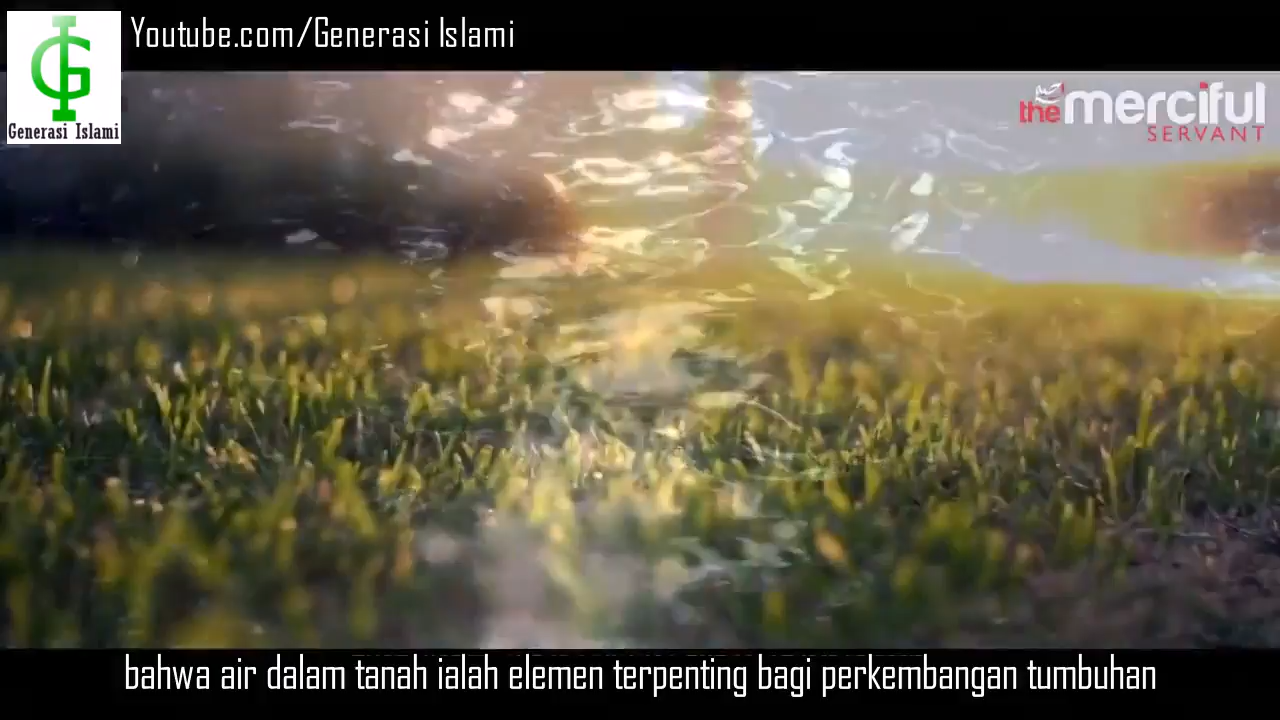 Youtube.com/Generasi Islami
Generasi Islami
the merciful
SERVANT
bahwa air dalam tanah ialah elemen terpenting bagi perkembangan tumbuhan